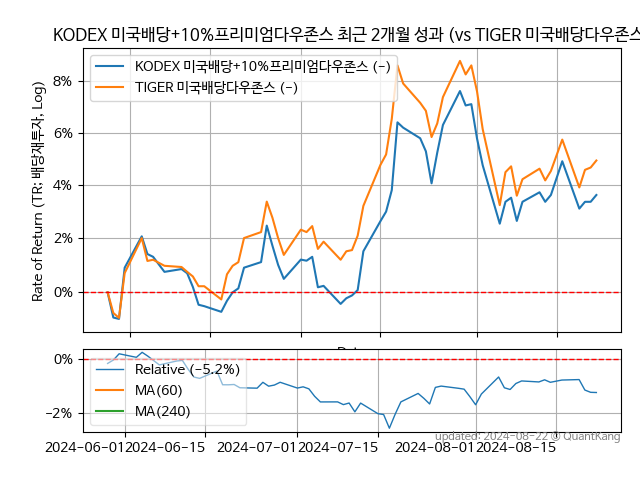 KODEX 미국배당+10%프리미엄다우존스 최근 2개월 성과 (vs TIGER 미국배당다우존스
KODEX 미국배당+10%프리미엄다우존스 (-)
TIGER 미국배당다우존스 (-)
Rate of Return (TR: 배당재투자, Log)
8%
6%
4%
2%
0%
0%
-2%
Relative (-5.2%)
MA(60)
MA(240)
updated: 2024-08-22 © QuantKang
2024-06-01 2024-06-15 2024-07-01 2024-07-15 2024-08-01 2024-08-15